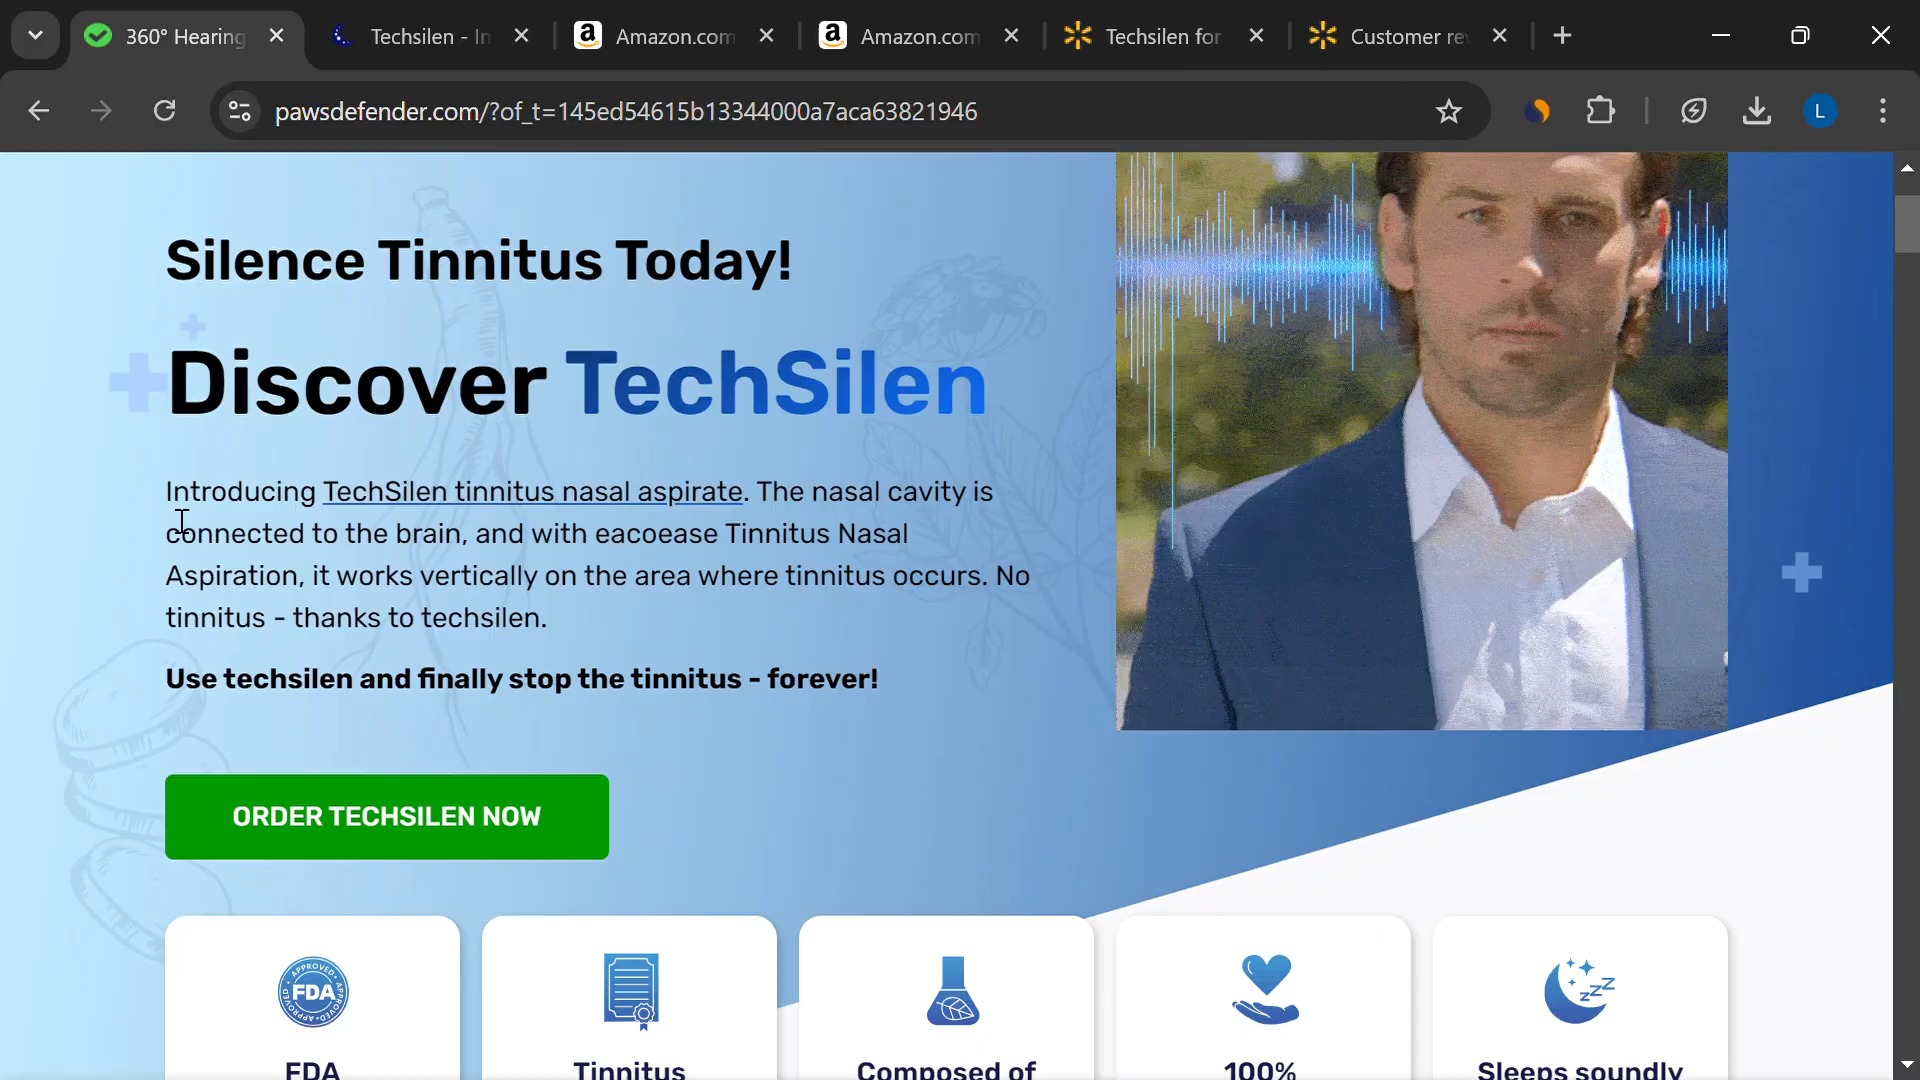 360° Hearing
Techsilen - In
Amazon.com
Amazon.com
Techsilen for
Customer re
pawsdefender.com/?of_t=145ed54615b13344000a7aca63821946
L
Silence Tinnitus Today!
Discover TechSilen
Introducing TechSilen tinnitus nasal aspirate. The nasal cavity is
connected to the brain, and with eacoease Tinnitus Nasal
Aspiration, it works vertically on the area where tinnitus occurs. No
tinnitus - thanks to techsilen.
Use techsilen and finally stop the tinnitus - forever!
ORDER TECHSILEN NOW
APPROVED
FDA
APPROVED
FDA
Tinnitus
Composed of
100%
Sleeps soundly